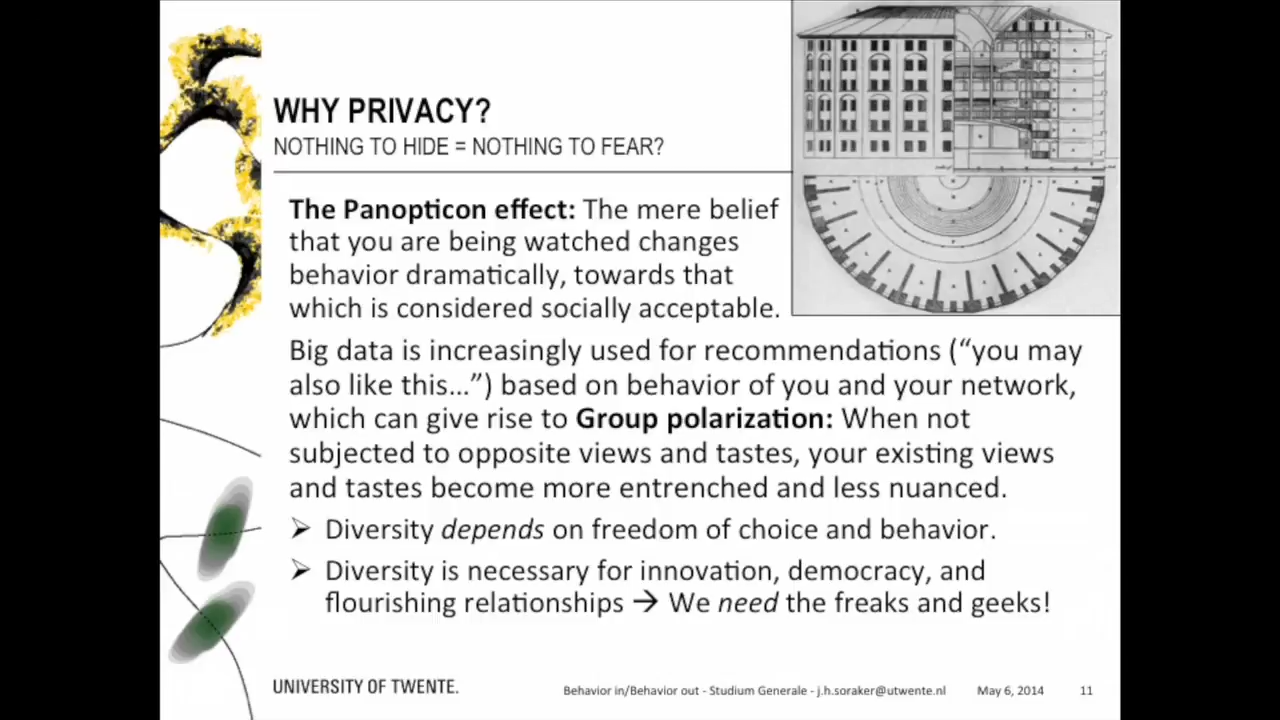 WHY PRIVACY?
NOTHING TO HIDE = NOTHING TO FEAR?
The Panopticon effect: The mere belief
that you are being watched changes
behavior dramatically, towards that
which is considered socially acceptable.
Big data is increasingly used for recommendations (“you may
also like this…”) based on behavior of you and your network,
which can give rise to Group polarization: When not
subjected to opposite views and tastes, your existing views
and tastes become more entrenched and less nuanced.
➢ Diversity depends on freedom of choice and behavior.
➢ Diversity is necessary for innovation, democracy, and
flourishing relationships → We need the freaks and geeks!
UNIVERSITY OF TWENTE.
Behavior in/Behavior out - Studium Generale - j.h.soraker@utwente.nl May 6, 2014 11